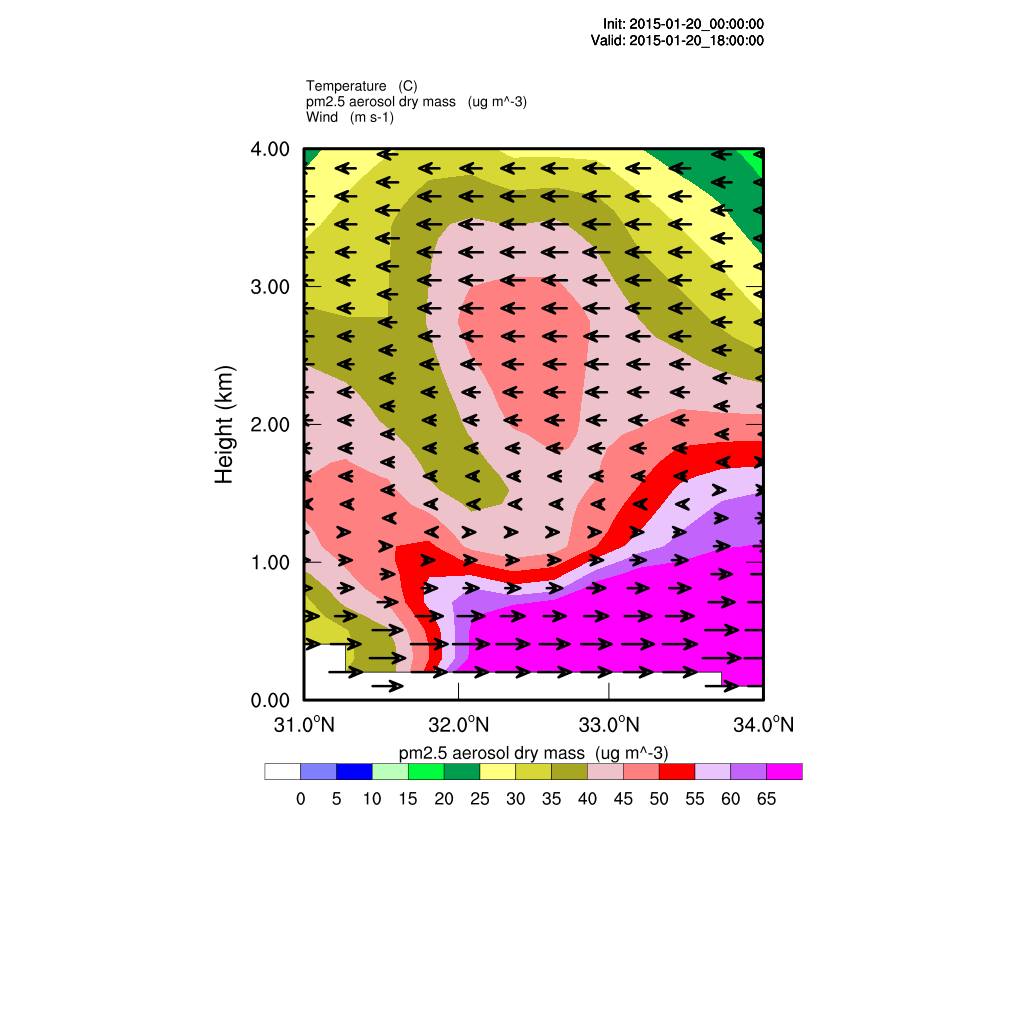 Init: 2015-01-20_00:00:00
Valid: 2015-01-20_18:00:00
Temperature (C)
pm2.5 aerosol dry mass (ug m^-3)
Wind (m s-1)
4.00
3.00
2.00
1.00
0.00
Height (km)
31.0°N 32.0°N 33.0°N 34.0°N
pm2.5 aerosol dry mass (ug m^-3)
0 5 10 15 20 25 30 35 40 45 50 55 60 65